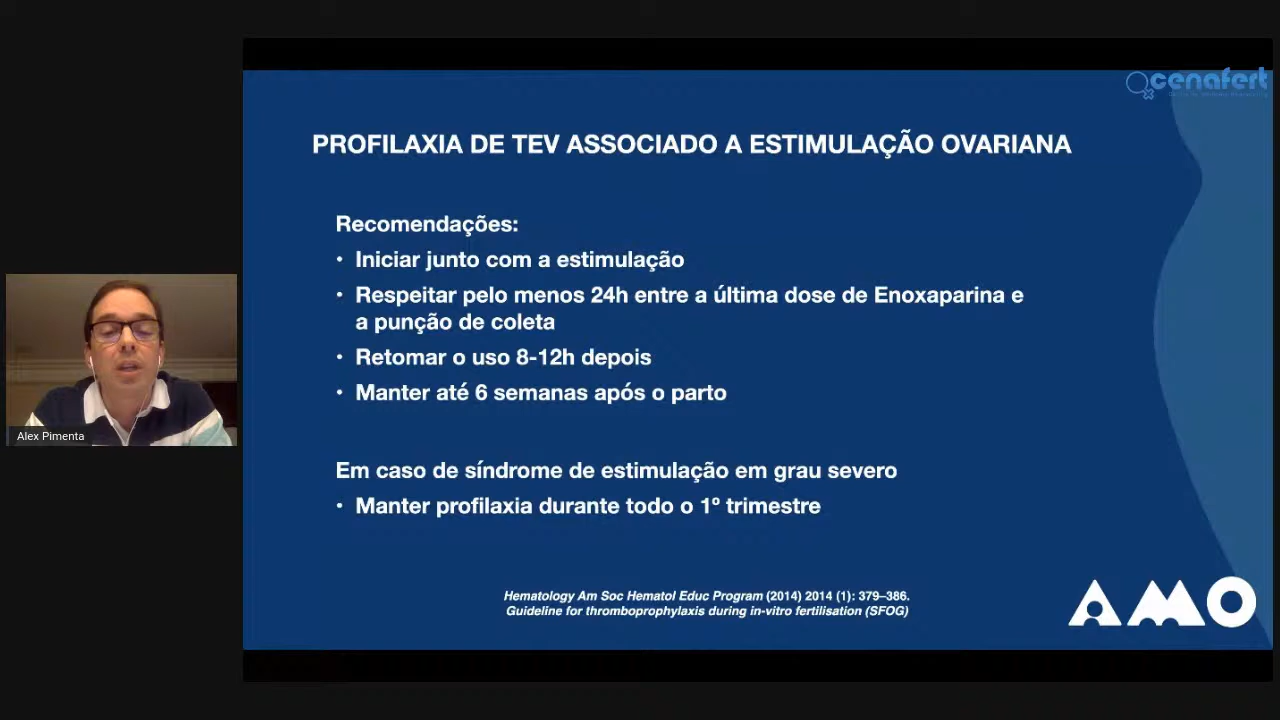 cenafert
PROFILAXIA DE TEV ASSOCIADO A ESTIMULAÇÃO OVARIANA
Recomendações:
• Iniciar junto com a estimulação
• Respeitar pelo menos 24h entre a última dose de Enoxaparina e
a punção de coleta
• Retomar o uso 8-12h depois
• Manter até 6 semanas após o parto
Em caso de síndrome de estimulação em grau severo
• Manter profilaxia durante todo o 1º trimestre
Hematology Am Soc Hematol Educ Program (2014) 2014 (1): 379–386.
Guideline for thromboprophylaxis during in-vitro fertilisation (SFOG)
AMO
Alex Pimenta